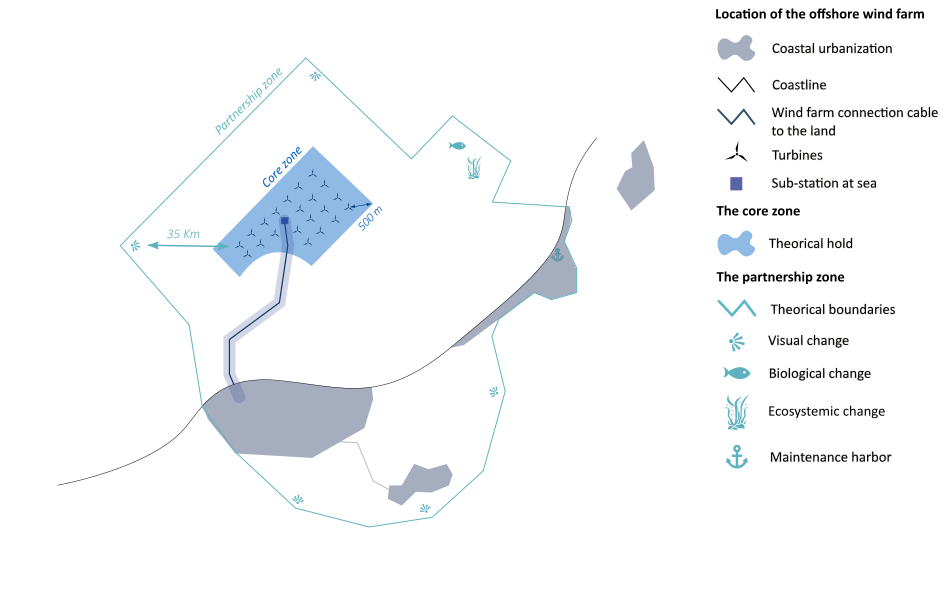 Location of the offshore wind farm
Coastal urbanization
Coastline
Wind farm connection cable
to the land
Turbines
Sub-station at sea
The core zone
Theorical hold
The partnership zone
Theorical boundaries
Visual change
Biological change
Ecosystemic change
Maintenance harbor
Partnership zone
Core zone
500 m
35 Km